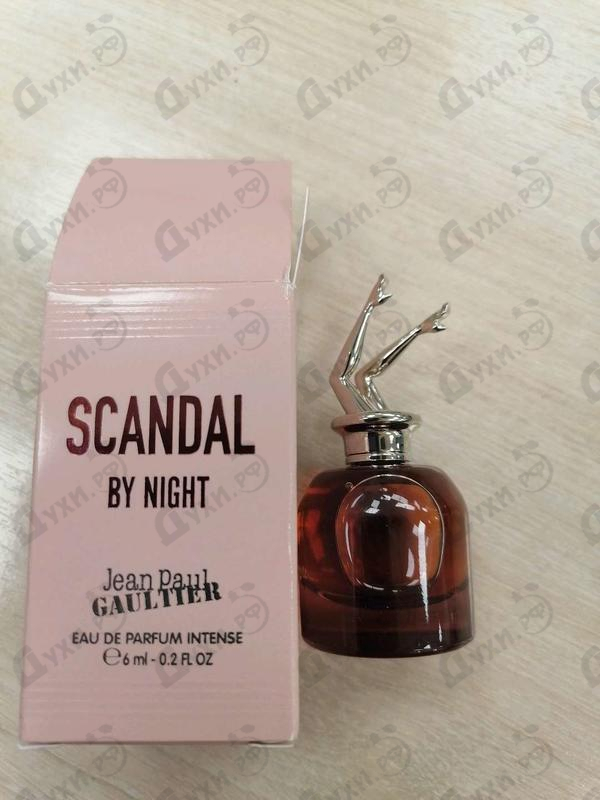 SCANDAL
BY NIGHT
Jean Paul
GAULTIER
EAU DE PARFUM INTENSE
℮ 6 ml - 0.2 FL OZ
Духи.РФ